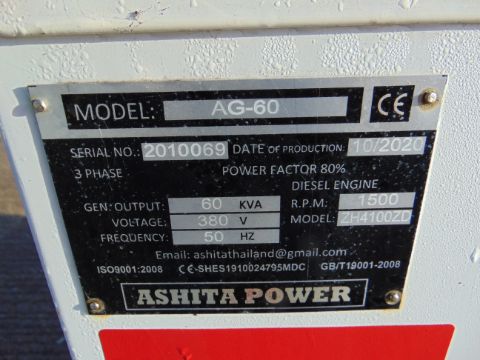 MODEL: AG-60 CE
SERIAL NO.: 2010069 DATE OF PRODUCTION: 10/2020
3 PHASE POWER FACTOR 80%
DIESEL ENGINE
GEN. OUTPUT: 60 KVA R.P.M. 1500
VOLTAGE: 380 V MODEL: ZH4100ZD
FREQUENCY: 50 HZ
Email: ashitathailand@gmail.com
ISO9001:2008 CE-SHES1910024795MDC GB/T19001-2008
ASHITA POWER